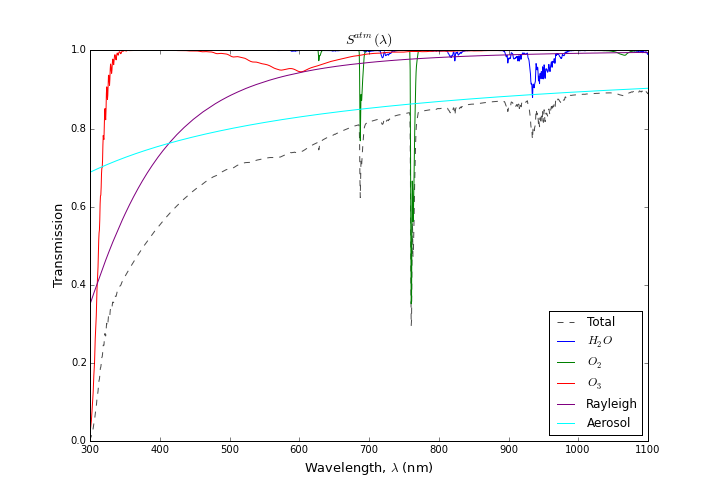 S^{atm}(λ)
1.0
0.8
0.6
0.4
0.2
0.0
Transmission
300 400 500 600 700 800 900 1000 1100
Wavelength, λ (nm)
Total
H₂O
O₂
O₃
Rayleigh
Aerosol